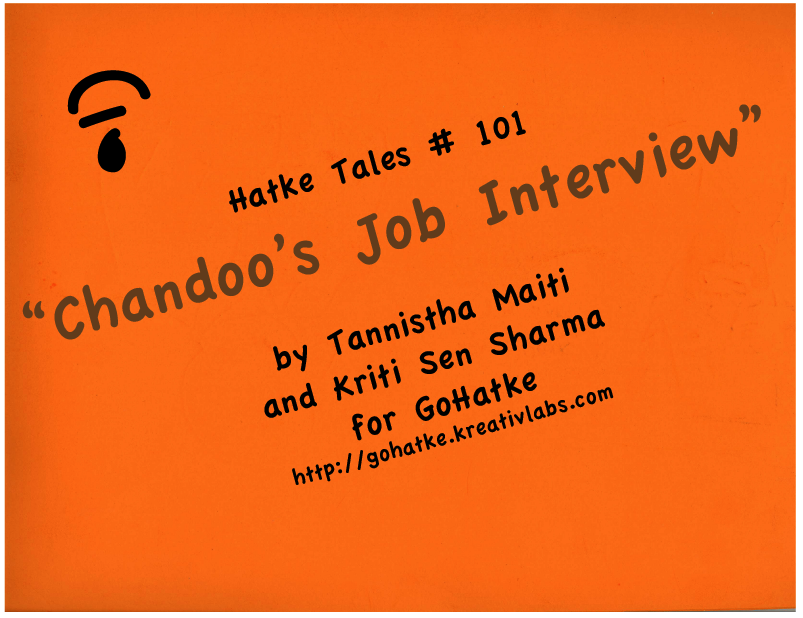 Hatke Tales # 101
“Chandoo’s Job Interview”
by Tannistha Maiti
and Kriti Sen Sharma
for GoHatke
http://gohatke.kreativlabs.com